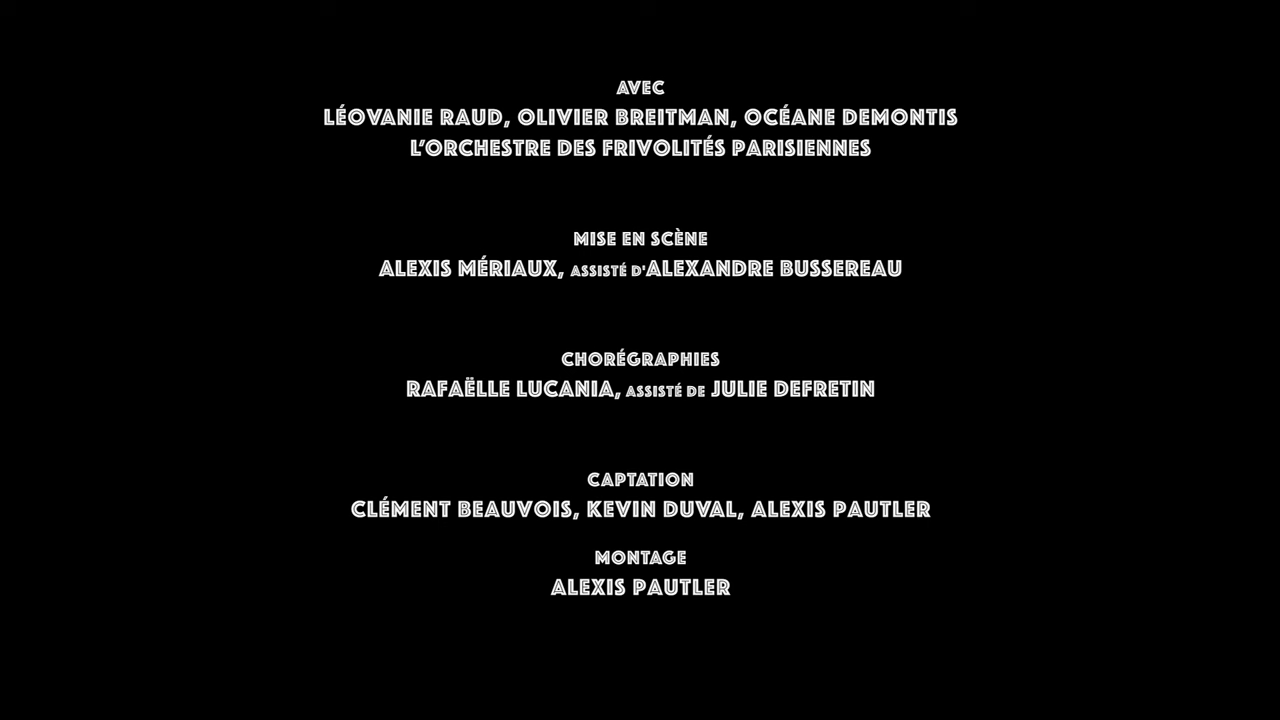 AVEC
LÉOVANIE RAUD, OLIVIER BREITMAN, OCÉANE DEMONTIS
L'ORCHESTRE DES FRIVOLITÉS PARISIENNES
MISE EN SCÈNE
ALEXIS MÉRIAUX, ASSISTÉ D'ALEXANDRE BUSSEREAU
CHORÉGRAPHIES
RAFAËLLE LUCANIA, ASSISTÉ DE JULIE DEFRETIN
CAPTATION
CLÉMENT BEAUVOIS, KEVIN DUVAL, ALEXIS PAUTLER
MONTAGE
ALEXIS PAUTLER